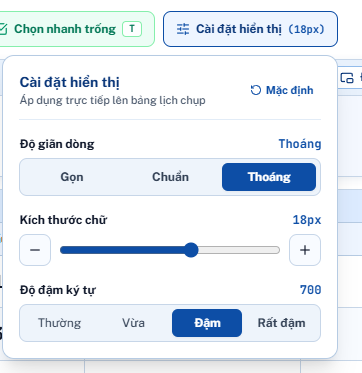 Chọn nhanh trống T
Cài đặt hiển thị (18px)
Cài đặt hiển thị
Mặc định
Áp dụng trực tiếp lên bảng lịch chụp
Độ giãn dòng Thoáng
Gọn Chuẩn Thoáng
Kích thước chữ 18px
− +
Độ đậm ký tự 700
Thường Vừa Đậm Rất đậm